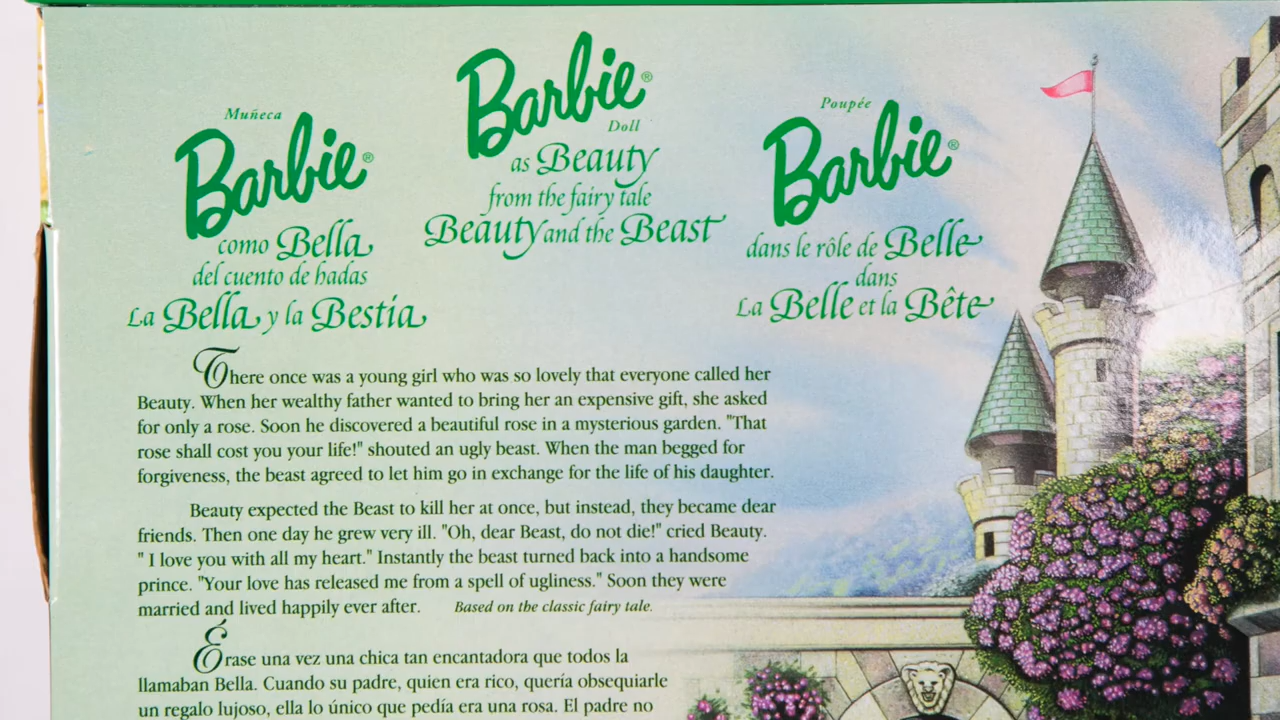 Muñeca
Barbie®
como Bella
del cuento de hadas
La Bella y la Bestia
Barbie®
Doll
as Beauty
from the fairy tale
Beauty and the Beast
Poupée
Barbie®
dans le rôle de Belle
dans
La Belle et la Bête
There once was a young girl who was so lovely that everyone called her
Beauty. When her wealthy father wanted to bring her an expensive gift, she asked
for only a rose. Soon he discovered a beautiful rose in a mysterious garden. "That
rose shall cost you your life!" shouted an ugly beast. When the man begged for
forgiveness, the beast agreed to let him go in exchange for the life of his daughter.
Beauty expected the Beast to kill her at once, but instead, they became dear
friends. Then one day he grew very ill. "Oh, dear Beast, do not die!" cried Beauty.
" I love you with all my heart." Instantly the beast turned back into a handsome
prince. "Your love has released me from a spell of ugliness." Soon they were
married and lived happily ever after. Based on the classic fairy tale.
Érase una vez una chica tan encantadora que todos la
llamaban Bella. Cuando su padre, quien era rico, quería obsequiarle
un regalo lujoso, ella lo único que pedía era una rosa. El padre no